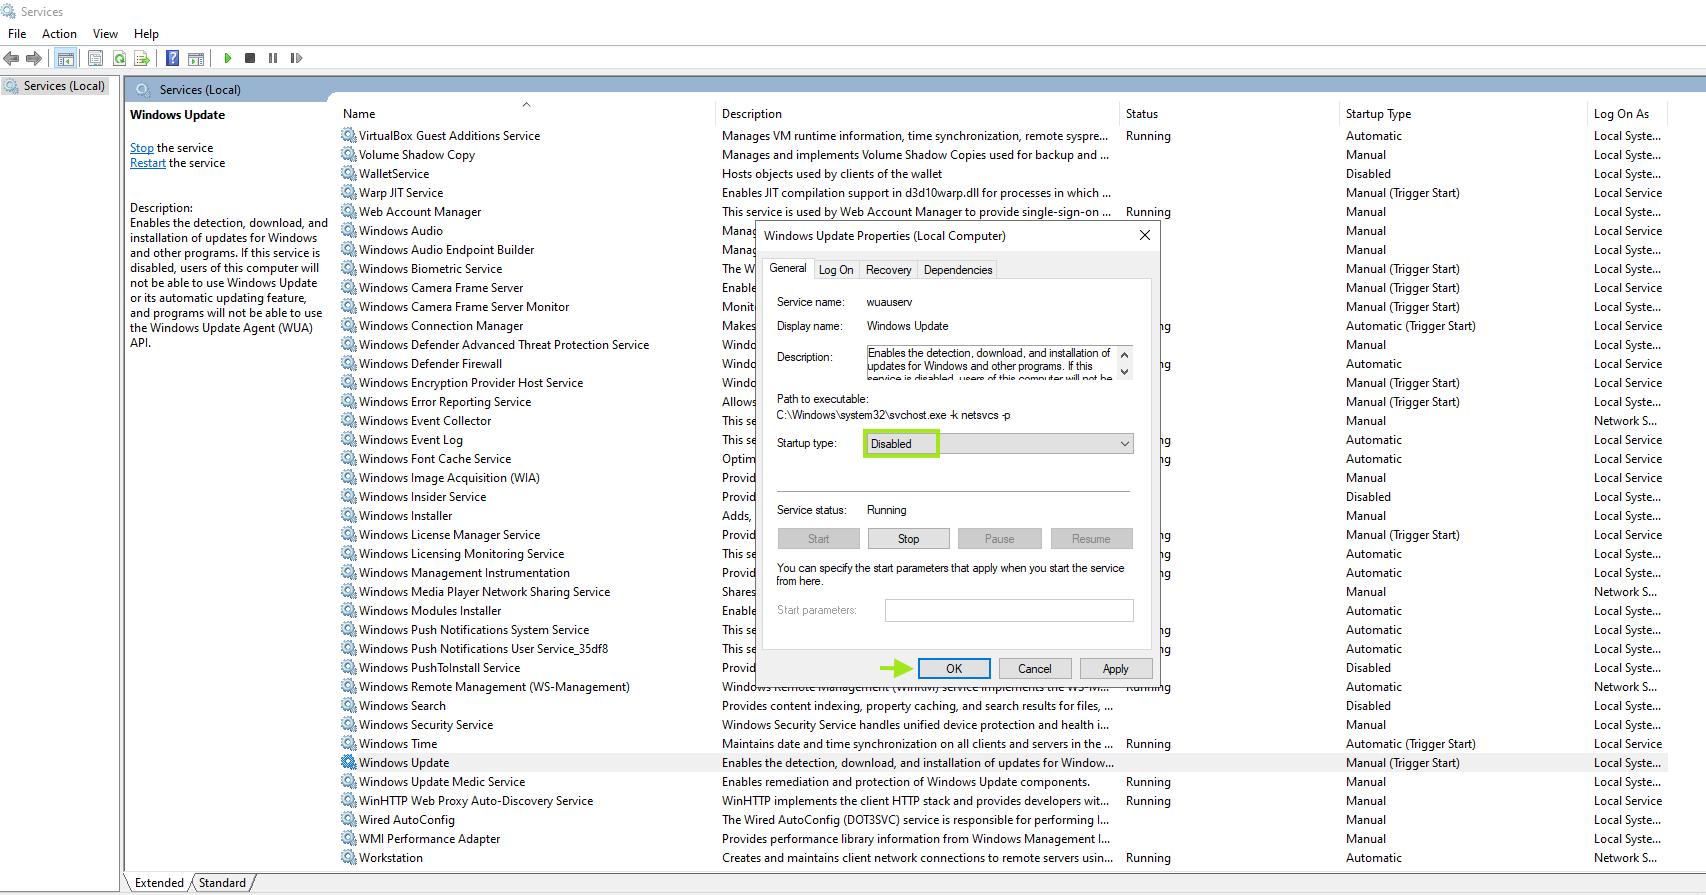 Services
File Action View Help
Services (Local)
Services (Local)
Windows Update
Stop the service
Restart the service
Description:
Enables the detection, download, and
installation of updates for Windows
and other programs. If this service is
disabled, users of this computer will
not be able to use Windows Update
or its automatic updating feature,
and programs will not be able to use
the Windows Update Agent (WUA)
API.
Name Description Status Startup Type Log On As
VirtualBox Guest Additions Service Manages VM runtime information, time synchronization, remote syspre... Running Automatic Local Syste...
Volume Shadow Copy Manages and implements Volume Shadow Copies used for backup and ... Manual Local Syste...
WalletService Hosts objects used by clients of the wallet Disabled Local Syste...
Warp JIT Service Enables JIT compilation support in d3d10warp.dll for processes in which ... Manual (Trigger Start) Local Service
Web Account Manager This service is used by Web Account Manager to provide single-sign-on ... Running Manual Local Syste...
Windows Audio Manag Manual Local Service
Windows Audio Endpoint Builder Manag Manual Local Syste...
Windows Biometric Service The W Manual (Trigger Start) Local Syste...
Windows Camera Frame Server Enable Manual (Trigger Start) Local Service
Windows Camera Frame Server Monitor Monit Manual (Trigger Start) Local Syste...
Windows Connection Manager Makes ng Automatic (Trigger Start) Local Service
Windows Defender Advanced Threat Protection Service Windo Manual Local Syste...
Windows Defender Firewall Windo ng Automatic Local Service
Windows Encryption Provider Host Service Windo Manual (Trigger Start) Local Service
Windows Error Reporting Service Allows Manual (Trigger Start) Local Syste...
Windows Event Collector This se Manual Network S...
Windows Event Log This se ng Automatic Local Service
Windows Font Cache Service Optim ng Automatic Local Service
Windows Image Acquisition (WIA) Provid Manual Local Service
Windows Insider Service Provid Disabled Local Syste...
Windows Installer Adds, Manual Local Syste...
Windows License Manager Service Provid ng Manual (Trigger Start) Local Service
Windows Licensing Monitoring Service This se ng Automatic Local Syste...
Windows Management Instrumentation Provid ng Automatic Local Syste...
Windows Media Player Network Sharing Service Shares Manual Network S...
Windows Modules Installer Enable Automatic Local Syste...
Windows Push Notifications System Service This se ng Automatic Local Syste...
Windows Push Notifications User Service_35df8 This se ng Automatic Local Syste...
Windows PushToInstall Service Provid Disabled Local Syste...
Windows Remote Management (WS-Management) Windows Remote Management (WinRM) service implements the WS-M... Running Automatic Network S...
Windows Search Provides content indexing, property caching, and search results for files, ... Disabled Local Syste...
Windows Security Service Windows Security Service handles unified device protection and health i... Manual Local Syste...
Windows Time Maintains date and time synchronization on all clients and servers in the ... Running Automatic (Trigger Start) Local Service
Windows Update Enables the detection, download, and installation of updates for Window... Manual (Trigger Start) Local Syste...
Windows Update Medic Service Enables remediation and protection of Windows Update components. Running Manual Local Syste...
WinHTTP Web Proxy Auto-Discovery Service WinHTTP implements the client HTTP stack and provides developers wit... Running Manual Local Service
Wired AutoConfig The Wired AutoConfig (DOT3SVC) service is responsible for performing I... Manual Local Syste...
WMI Performance Adapter Provides performance library information from Windows Management I... Manual Local Syste...
Workstation Creates and maintains client network connections to remote servers usin... Running Automatic Network S...
Windows Update Properties (Local Computer)
General Log On Recovery Dependencies
Service name: wuauserv
Display name: Windows Update
Description: Enables the detection, download, and installation of
updates for Windows and other programs. If this
service is disabled, users of this computer will not be
Path to executable:
C:\Windows\system32\svchost.exe -k netsvcs -p
Startup type: Disabled
Service status: Running
Start Stop Pause Resume
You can specify the start parameters that apply when you start the service
from here.
Start parameters:
OK Cancel Apply
Extended Standard